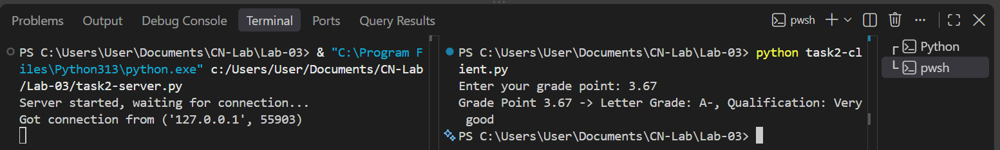 Problems Output Debug Console Terminal Ports Query Results pwsh
PS C:\Users\User\Documents\CN-Lab\Lab-03> & "C:\Program F
iles\Python313\python.exe" c:/Users/User/Documents/CN-Lab
/Lab-03/task2-server.py
Server started, waiting for connection...
Got connection from ('127.0.0.1', 55903)
PS C:\Users\User\Documents\CN-Lab\Lab-03> python task2-cl
ient.py
Enter your grade point: 3.67
Grade Point 3.67 -> Letter Grade: A-, Qualification: Very
good
PS C:\Users\User\Documents\CN-Lab\Lab-03>
Python
pwsh